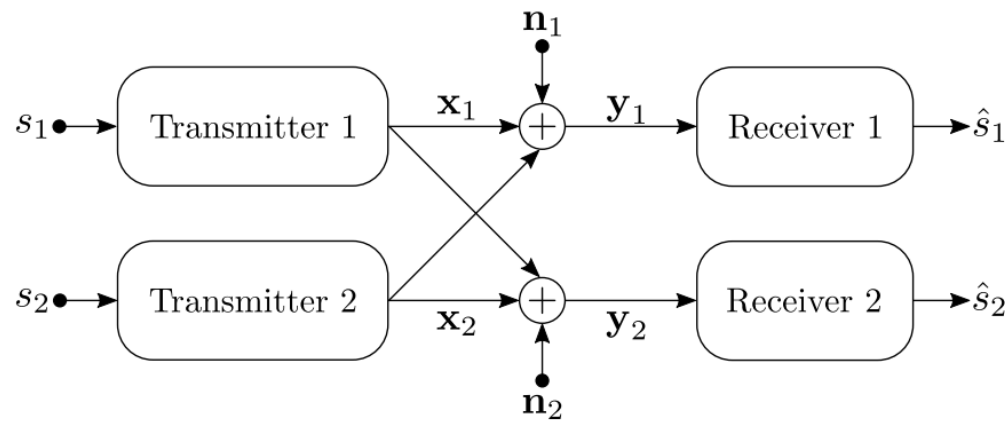 n₁
s₁ Transmitter 1 x₁ + y₁ Receiver 1 ŝ₁
s₂ Transmitter 2 x₂ + y₂ Receiver 2 ŝ₂
n₂